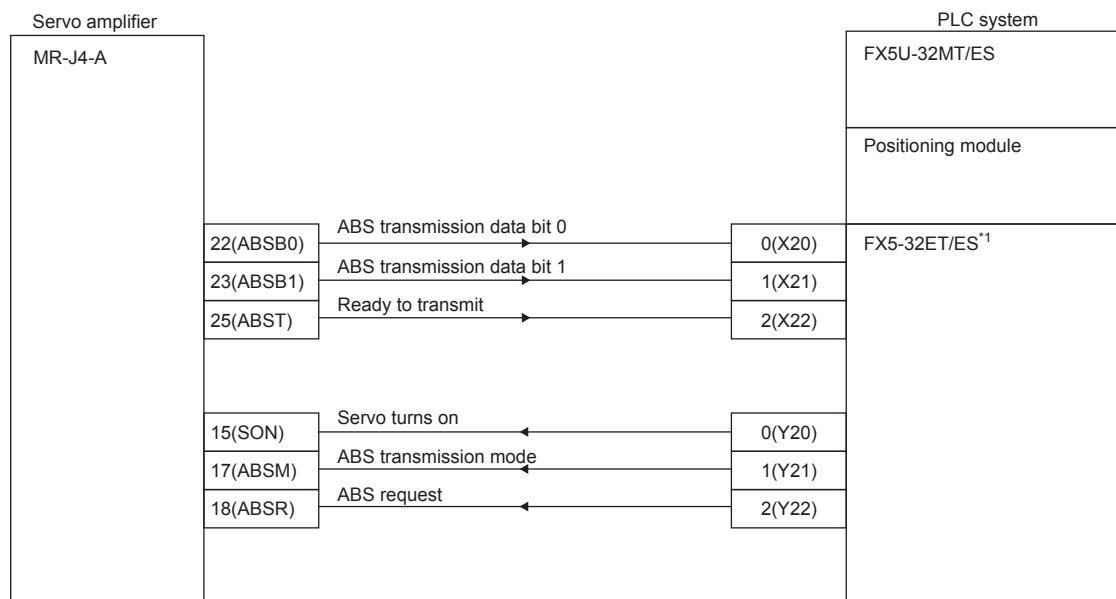 Servo amplifier
PLC system
MR-J4-A
FX5U-32MT/ES
Positioning module
22(ABSB0)
ABS transmission data bit 0
0(X20)
FX5-32ET/ES*1
23(ABSB1)
ABS transmission data bit 1
1(X21)
25(ABST)
Ready to transmit
2(X22)
15(SON)
Servo turns on
0(Y20)
17(ABSM)
ABS transmission mode
1(Y21)
18(ABSR)
ABS request
2(Y22)